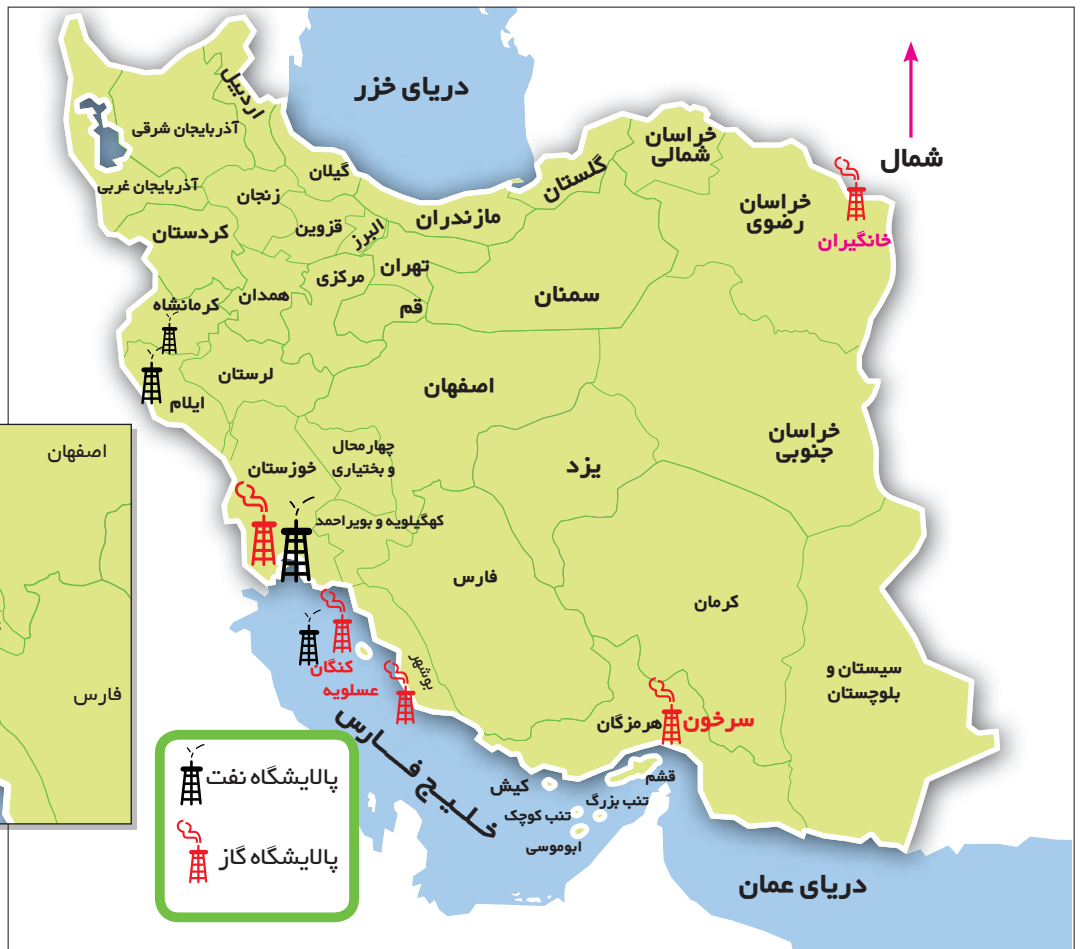 دریای خزر
شمال
اردبیل
آذربایجان شرقی
آذربایجان غربی
گیلان
زنجان
کردستان
قزوین
البرز
مازندران
گلستان
خراسان
شمالی
خراسان
رضوی
خانگیران
تهران
مرکزی
قم
سمنان
همدان
کرمانشاه
لرستان
ایلام
اصفهان
خراسان
جنوبی
یزد
چهارمحال
و بختیاری
خوزستان
کهگیلویه و بویراحمد
فارس
کرمان
سیستان و
بلوچستان
بوشهر
کنگان
عسلویه
هرمزگان
سرخون
خلیج فارس
قشم
کیش
تنب بزرگ
تنب کوچک
ابوموسی
دریای عمان
اصفهان
فارس
پالایشگاه نفت
پالایشگاه گاز